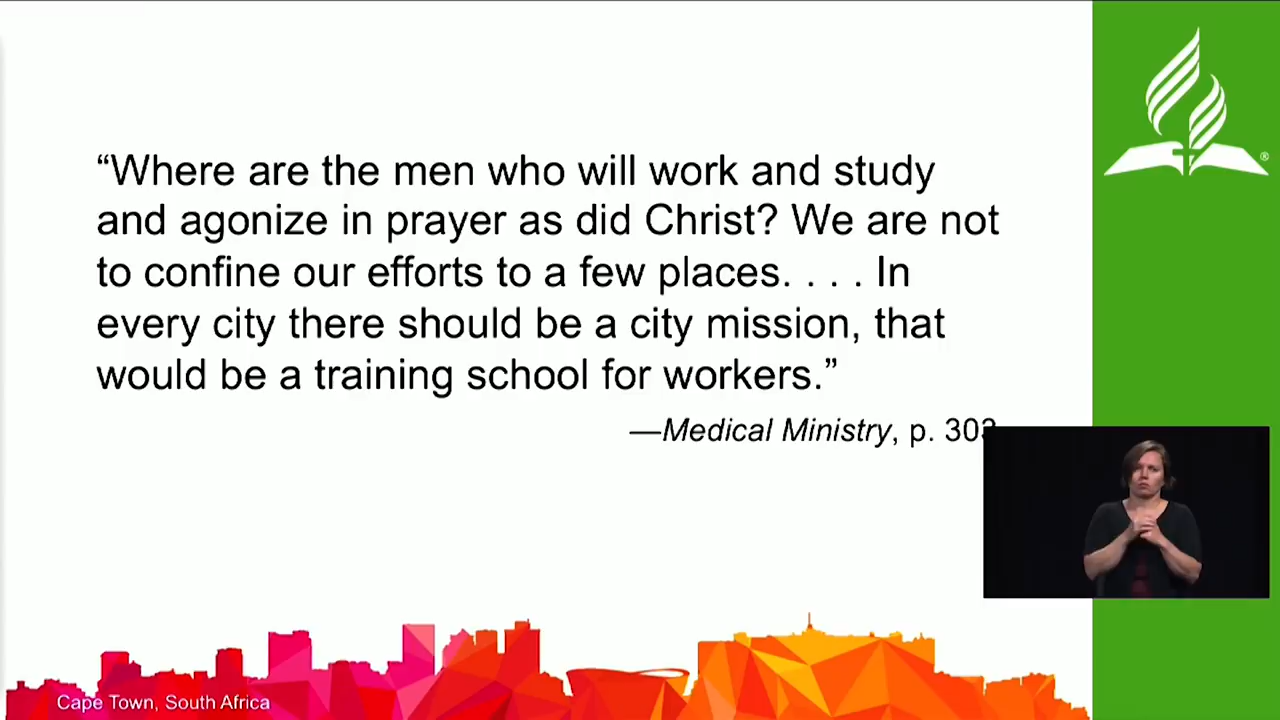 “Where are the men who will work and study
and agonize in prayer as did Christ? We are not
to confine our efforts to a few places. . . . In
every city there should be a city mission, that
would be a training school for workers.”
—Medical Ministry, p. 303
®
Cape Town, South Africa